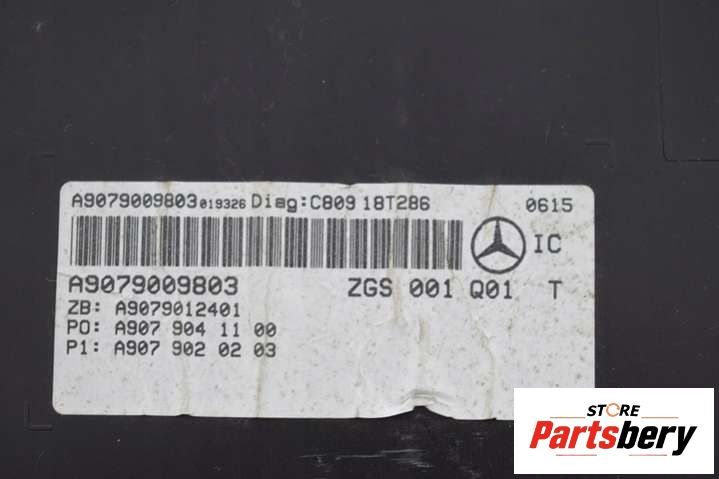 A9079009803 019326 Diag:C809 18T286 0615
IC
A9079009803 ZGS 001 Q01 T
ZB: A9079012401
PO: A907 904 11 00
P1: A907 902 02 03
STORE
Partsbery